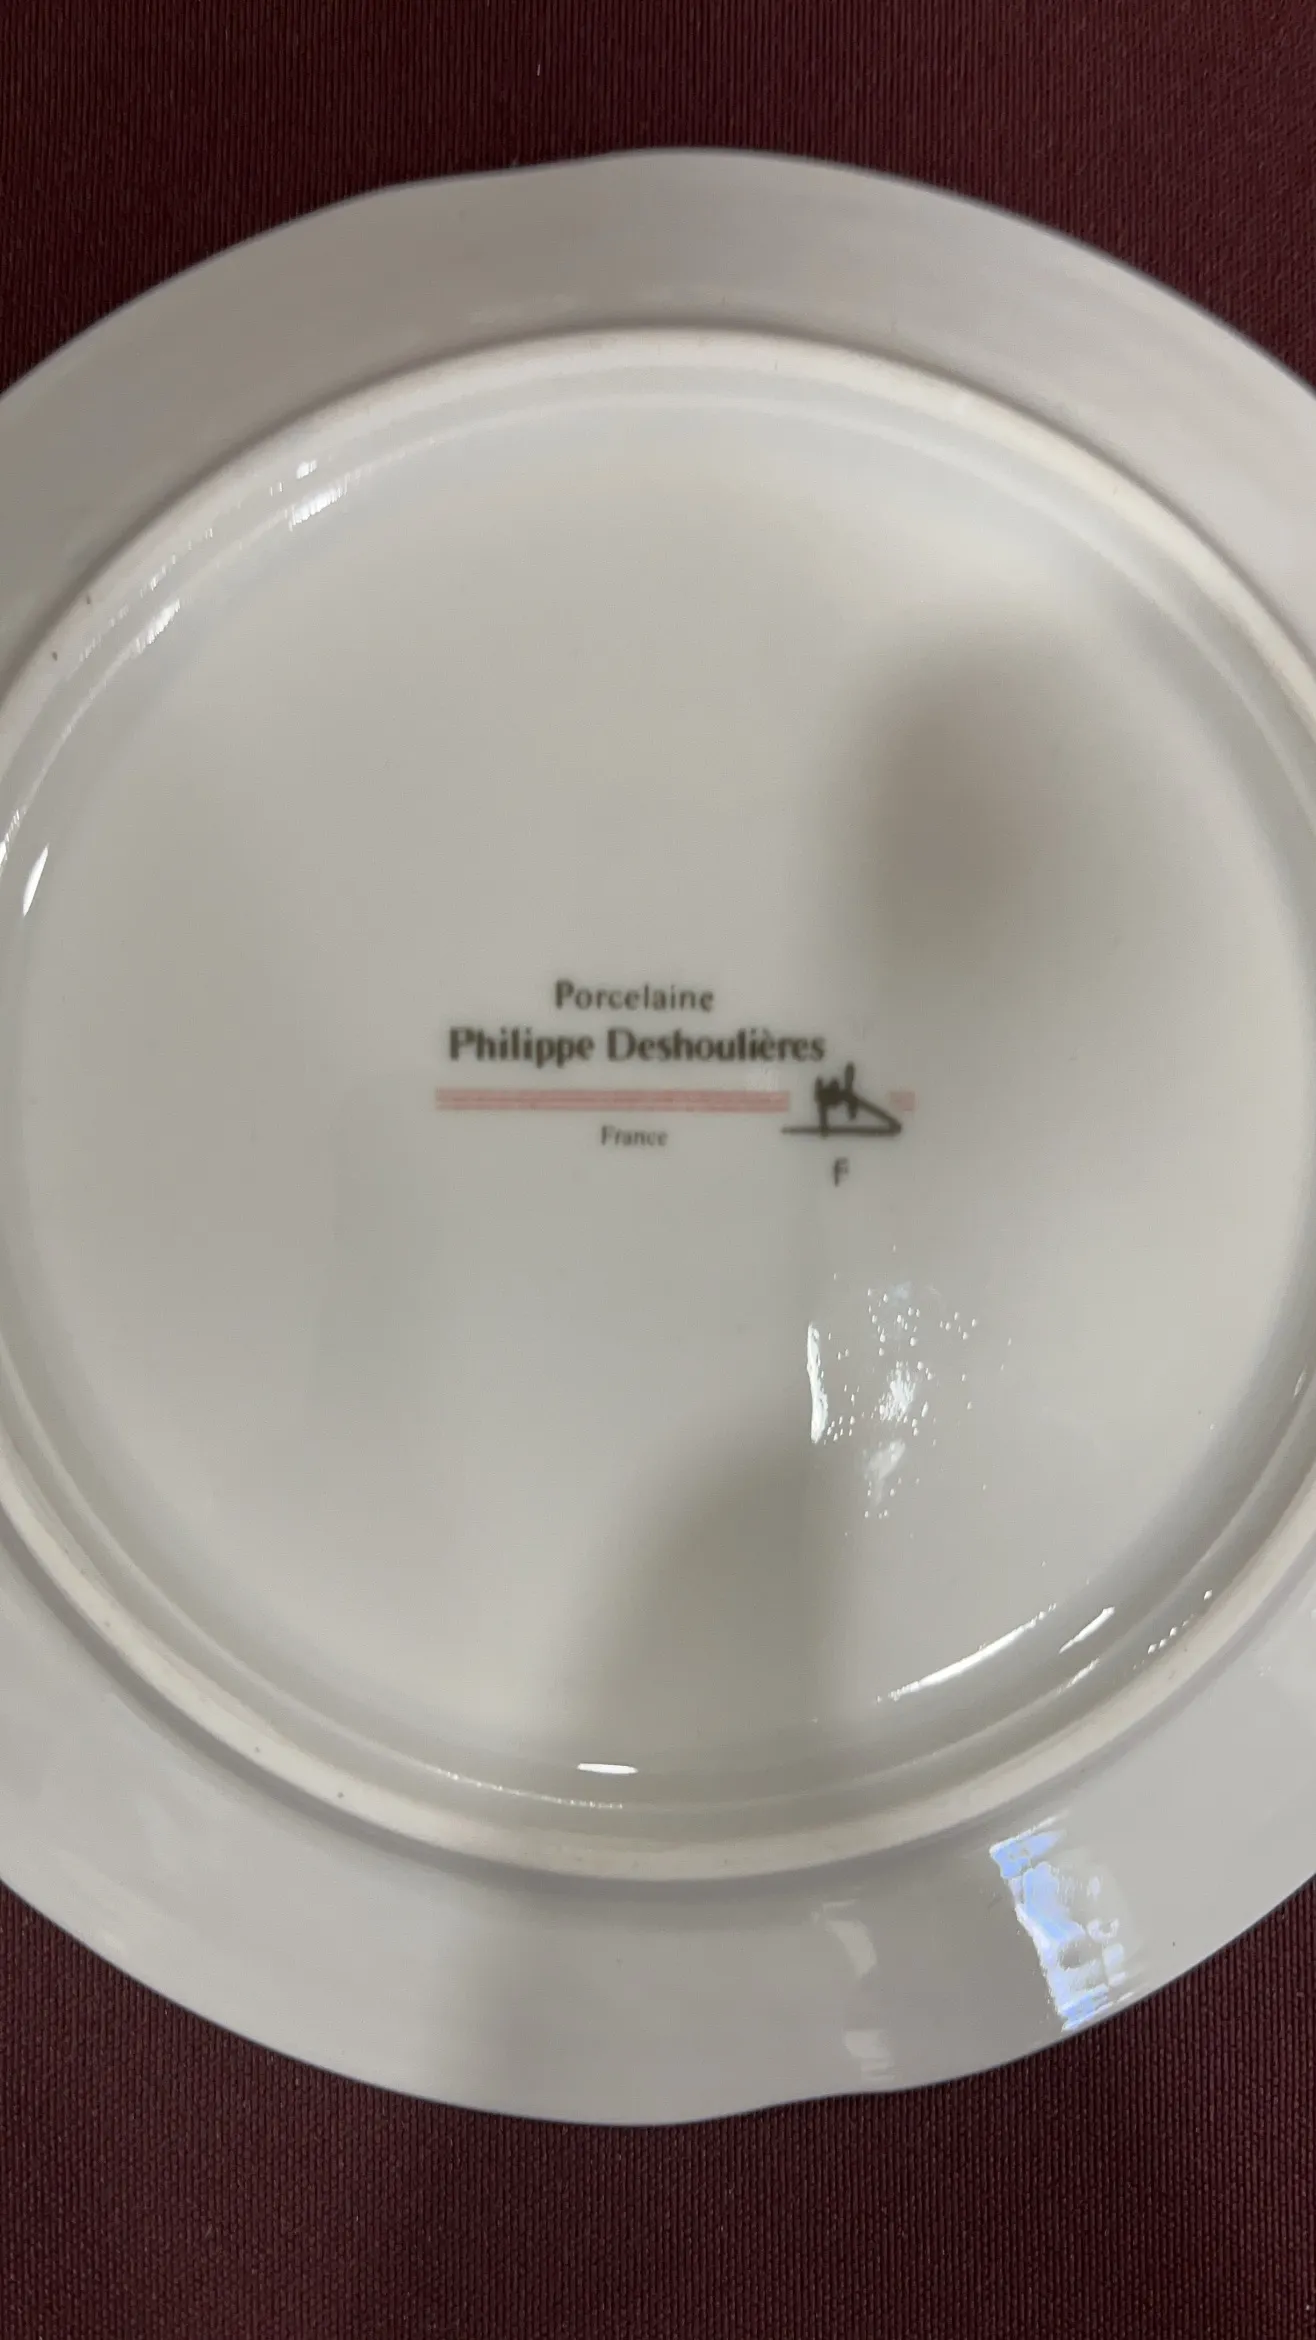 Porcelaine
Philippe Deshoulières
France
F